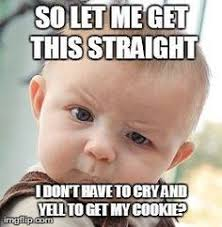 SO LET ME GET
THIS STRAIGHT
I DON'T HAVE TO CRY AND
YELL TO GET MY COOKIE?
imgflip.com